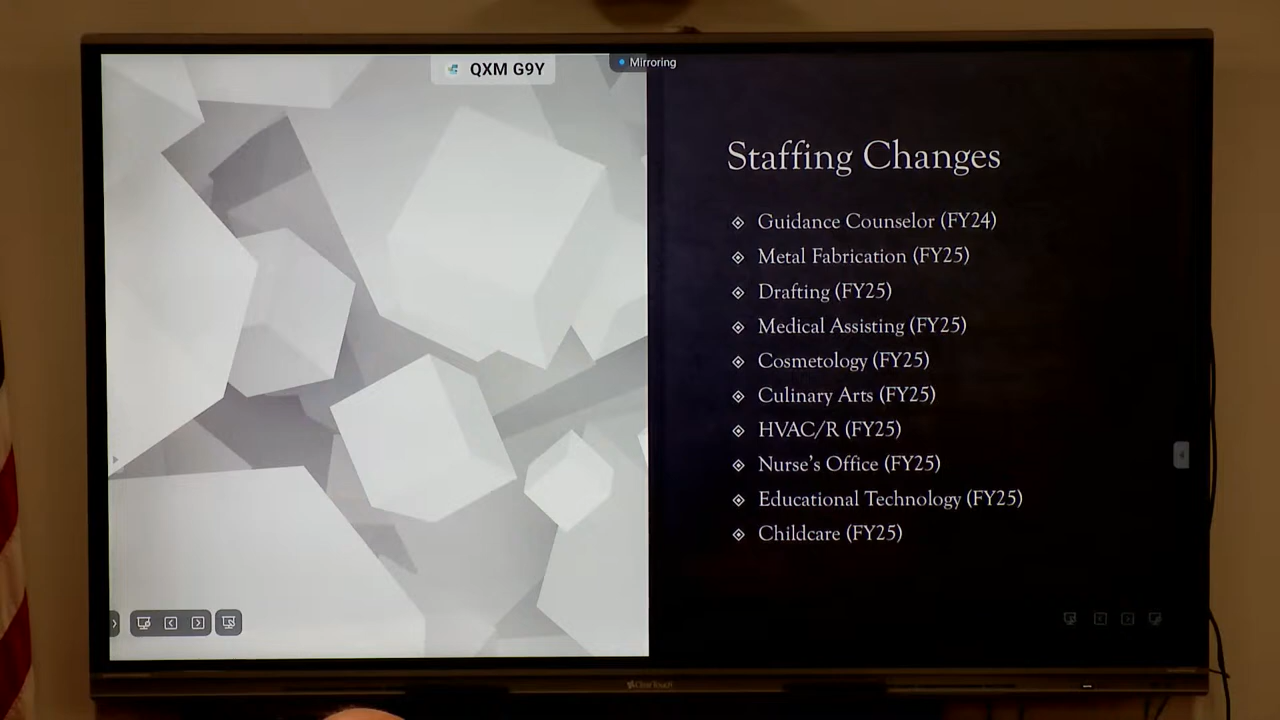 QXM G9Y
Mirroring
Staffing Changes
Guidance Counselor (FY24)
Metal Fabrication (FY25)
Drafting (FY25)
Medical Assisting (FY25)
Cosmetology (FY25)
Culinary Arts (FY25)
HVAC/R (FY25)
Nurse's Office (FY25)
Educational Technology (FY25)
Childcare (FY25)
ClearTouch